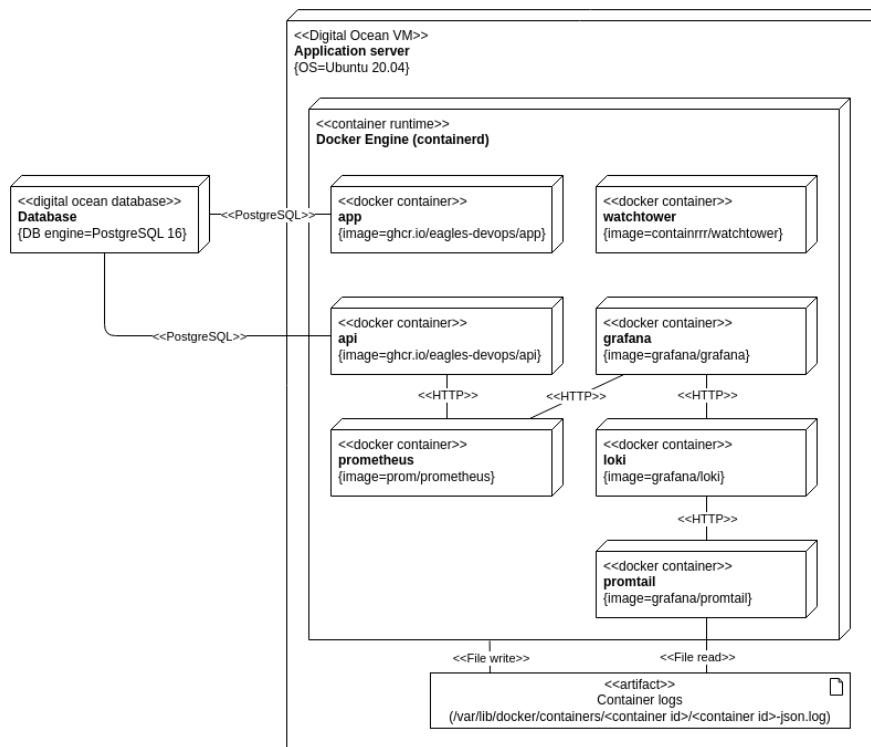 <<Digital Ocean VM>>
Application server
{OS=Ubuntu 20.04}
<<container runtime>>
Docker Engine (containerd)
<<digital ocean database>>
Database
{DB engine=PostgreSQL 16}
<<PostgreSQL>>
<<docker container>>
app
{image=ghcr.io/eagles-devops/app}
<<docker container>>
watchtower
{image=containrrr/watchtower}
<<PostgreSQL>>
<<docker container>>
api
{image=ghcr.io/eagles-devops/api}
<<docker container>>
grafana
{image=grafana/grafana}
<<HTTP>>
<<HTTP>>
<<HTTP>>
<<docker container>>
prometheus
{image=prom/prometheus}
<<docker container>>
loki
{image=grafana/loki}
<<HTTP>>
<<docker container>>
promtail
{image=grafana/promtail}
<<File write>>
<<File read>>
<<artifact>>
Container logs
(/var/lib/docker/containers/<container id>/<container id>-json.log)